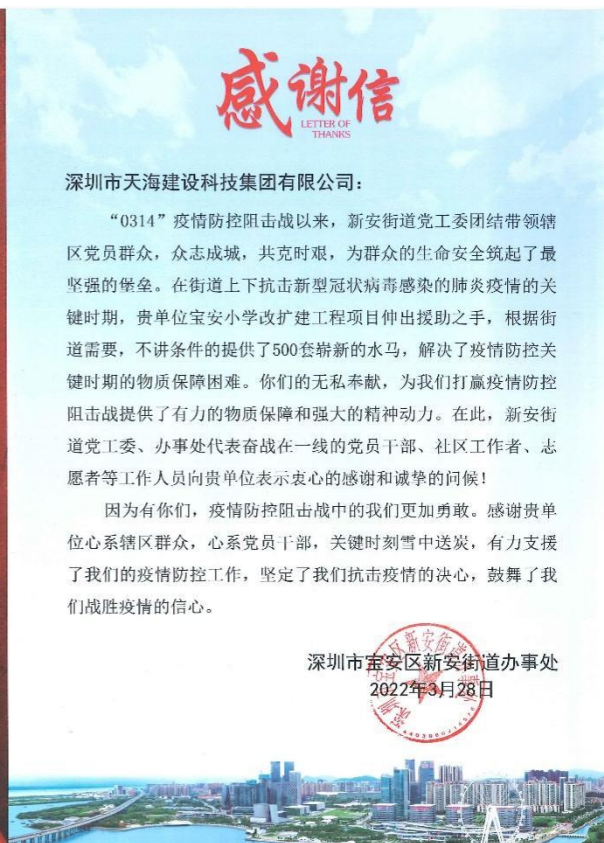 感谢信
LETTER OF
THANKS
深圳市天海建设科技集团有限公司：
“0314”疫情防控阻击战以来，新安街道党工委团结带领辖
区党员群众，众志成城，共克时艰，为群众的生命安全筑起了最
坚强的堡垒。在街道上下抗击新型冠状病毒感染的肺炎疫情的关
键时期，贵单位宝安小学改扩建工程项目伸出援助之手，根据街
道需要，不讲条件的提供了500套崭新的水马，解决了疫情防控关
键时期的物质保障困难。你们的无私奉献，为我们打赢疫情防控
阻击战提供了有力的物质保障和强大的精神动力。在此，新安街
道党工委、办事处代表奋战在一线的党员干部、社区工作者、志
愿者等工作人员向贵单位表示衷心的感谢和诚挚的问候！
因为有你们，疫情防控阻击战中的我们更加勇敢。感谢贵单
位心系辖区群众，心系党员干部，关键时刻雪中送炭，有力支援
了我们的疫情防控工作，坚定了我们抗击疫情的决心，鼓舞了我
们战胜疫情的信心。
深圳市宝安区新安街道办事处
2022年3月28日